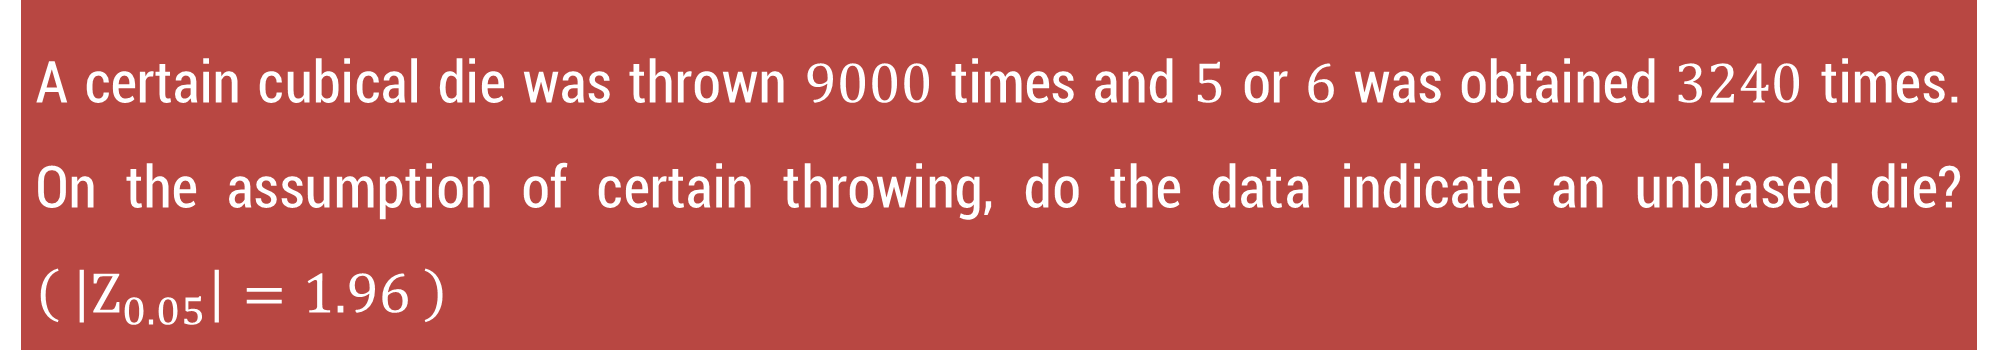 A certain cubical die was thrown 9000 times and 5 or 6 was obtained 3240 times.
On the assumption of certain throwing, do the data indicate an unbiased die?
( |Z₀.₀₅| = 1.96 )